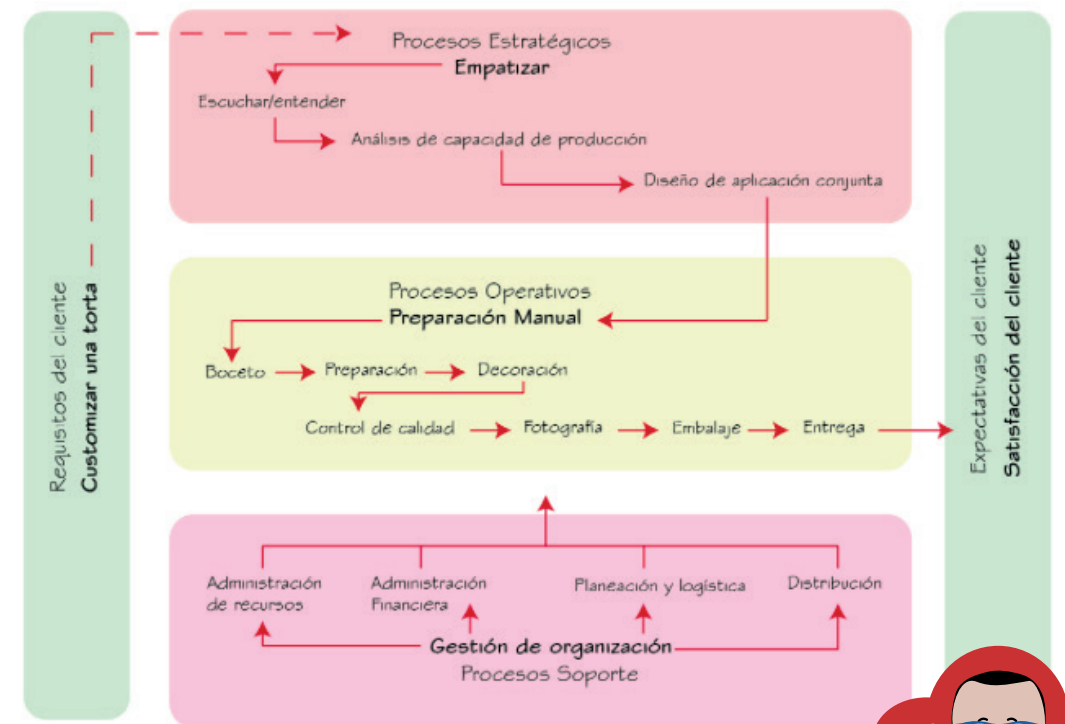 Requisitos del cliente
Customizar una torta
Procesos Estratégicos
Empatizar
Escuchar/entender
Análisis de capacidad de producción
Diseño de aplicación conjunta
Procesos Operativos
Preparación Manual
Boceto
Preparación
Decoración
Control de calidad
Fotografía
Embalaje
Entrega
Administración
de recursos
Administración
Financiera
Planeación y logística
Distribución
Gestión de organización
Procesos Soporte
Expectativas del cliente
Satisfacción del cliente